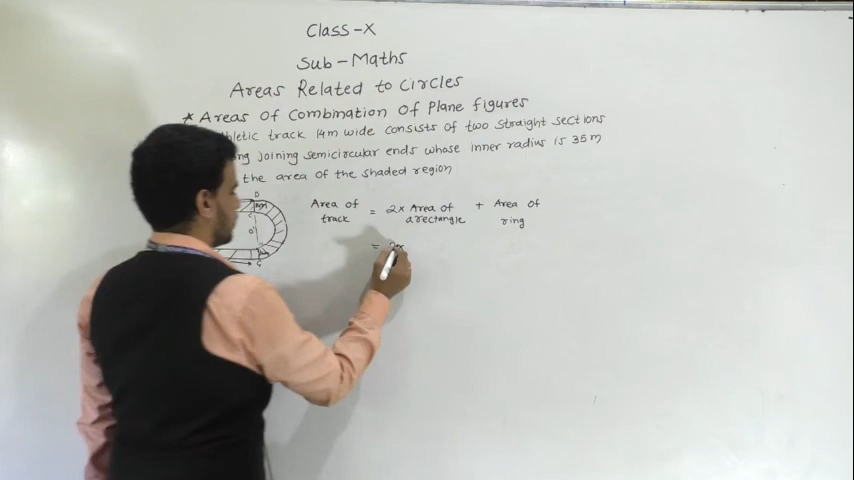 Class-X
Sub-Maths
Areas Related to Circles
* Areas Of Combination Of Plane figures
track 14m wide consists of two straight sections
joining semicircular ends whose inner radius is 35m
the area of the shaded region
Area of track = 2x Area of a rectangle + Area of ring
= 2x